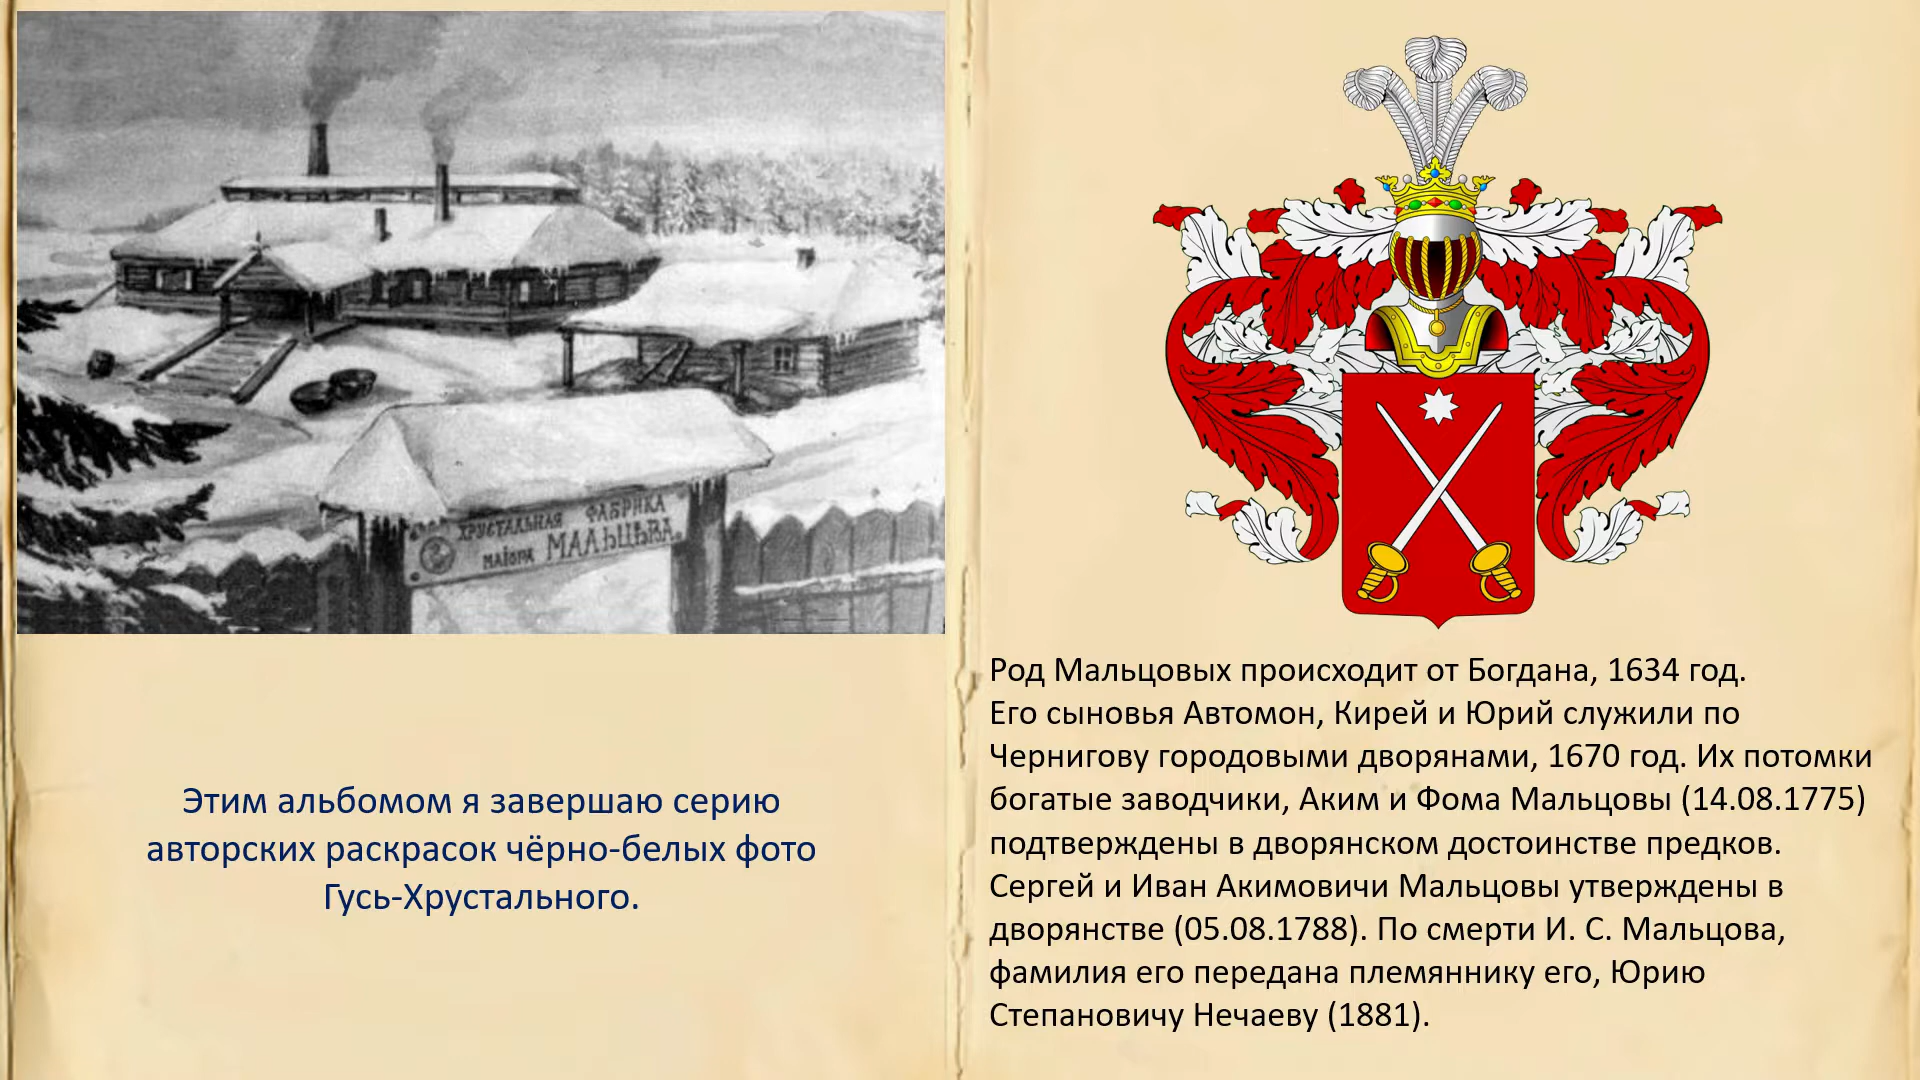 ХРУСТАЛЬНАЯ ФАБРИКА
МАIОРА МАЛЬЦѢВА.
Этим альбомом я завершаю серию
авторских раскрасок чёрно-белых фото
Гусь-Хрустального.
Род Мальцовых происходит от Богдана, 1634 год.
Его сыновья Автомон, Кирей и Юрий служили по
Чернигову городовыми дворянами, 1670 год. Их потомки
богатые заводчики, Аким и Фома Мальцовы (14.08.1775)
подтверждены в дворянском достоинстве предков.
Сергей и Иван Акимовичи Мальцовы утверждены в
дворянстве (05.08.1788). По смерти И. С. Мальцова,
фамилия его передана племяннику его, Юрию
Степановичу Нечаеву (1881).